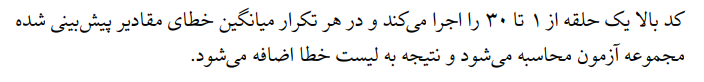 کد بالا یک حلقه از ۱ تا ۳۰ را اجرا می‌کند و در هر تکرار میانگین خطای مقادیر پیش‌بینی شده
مجموعه آزمون محاسبه می‌شود و نتیجه به لیست خطا اضافه می‌شود.